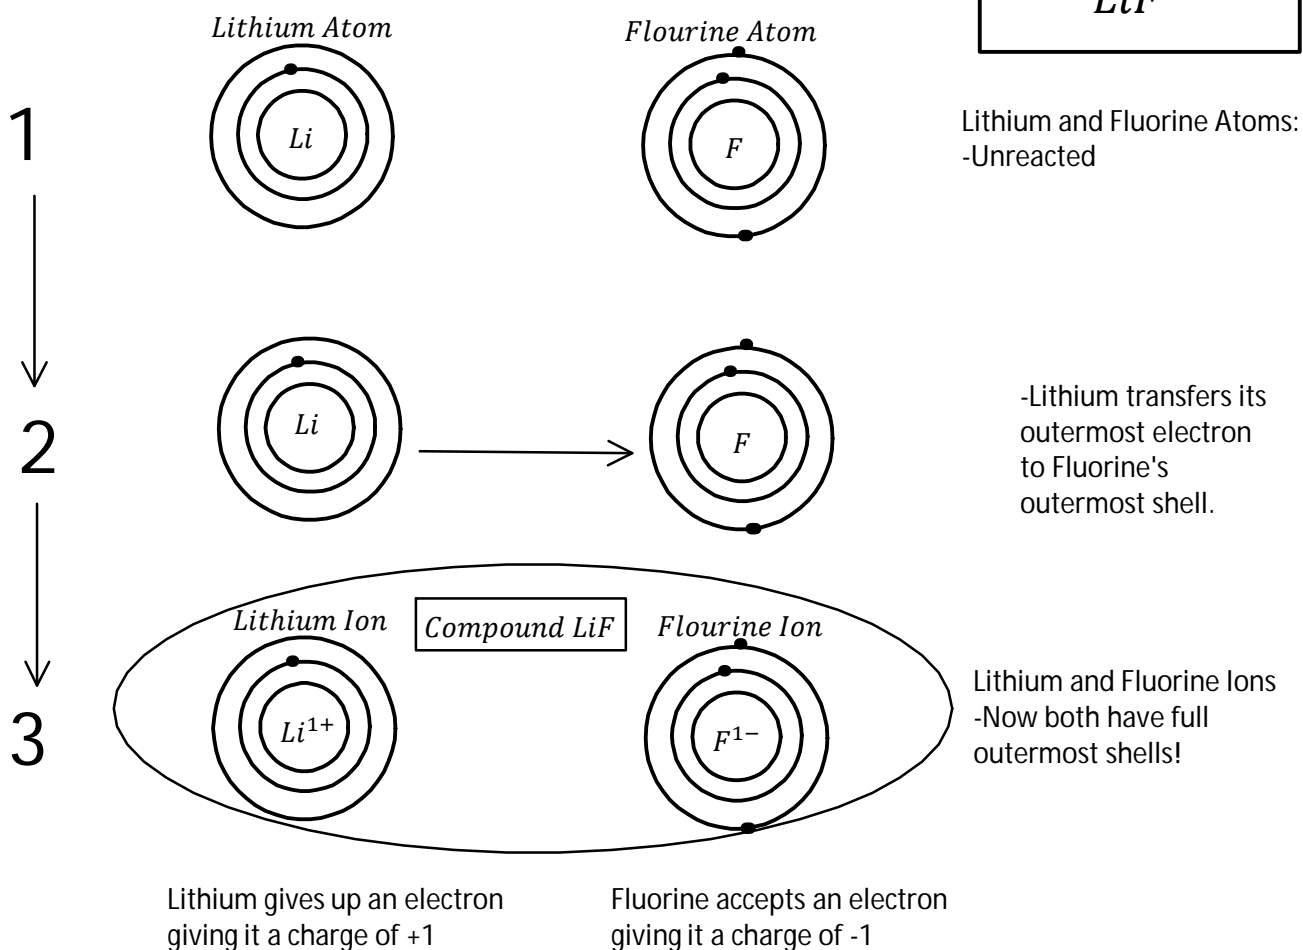 LiF
Lithium Atom
Flourine Atom
1
Li
F
Lithium and Fluorine Atoms:
-Unreacted
2
Li
F
-Lithium transfers its
outermost electron
to Fluorine's
outermost shell.
Lithium Ion
Compound LiF
Flourine Ion
3
Li¹⁺
F¹⁻
Lithium and Fluorine Ions
-Now both have full
outermost shells!
Lithium gives up an electron
giving it a charge of +1
Fluorine accepts an electron
giving it a charge of -1